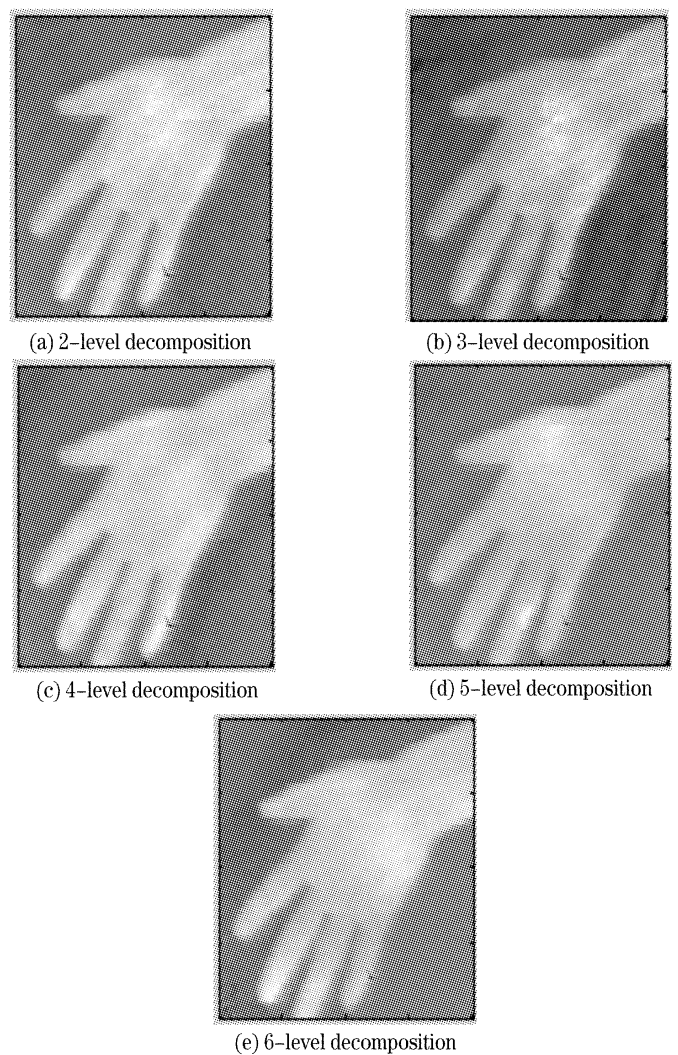 (a) 2–level decomposition
(b) 3–level decomposition
(c) 4–level decomposition
(d) 5–level decomposition
(e) 6–level decomposition